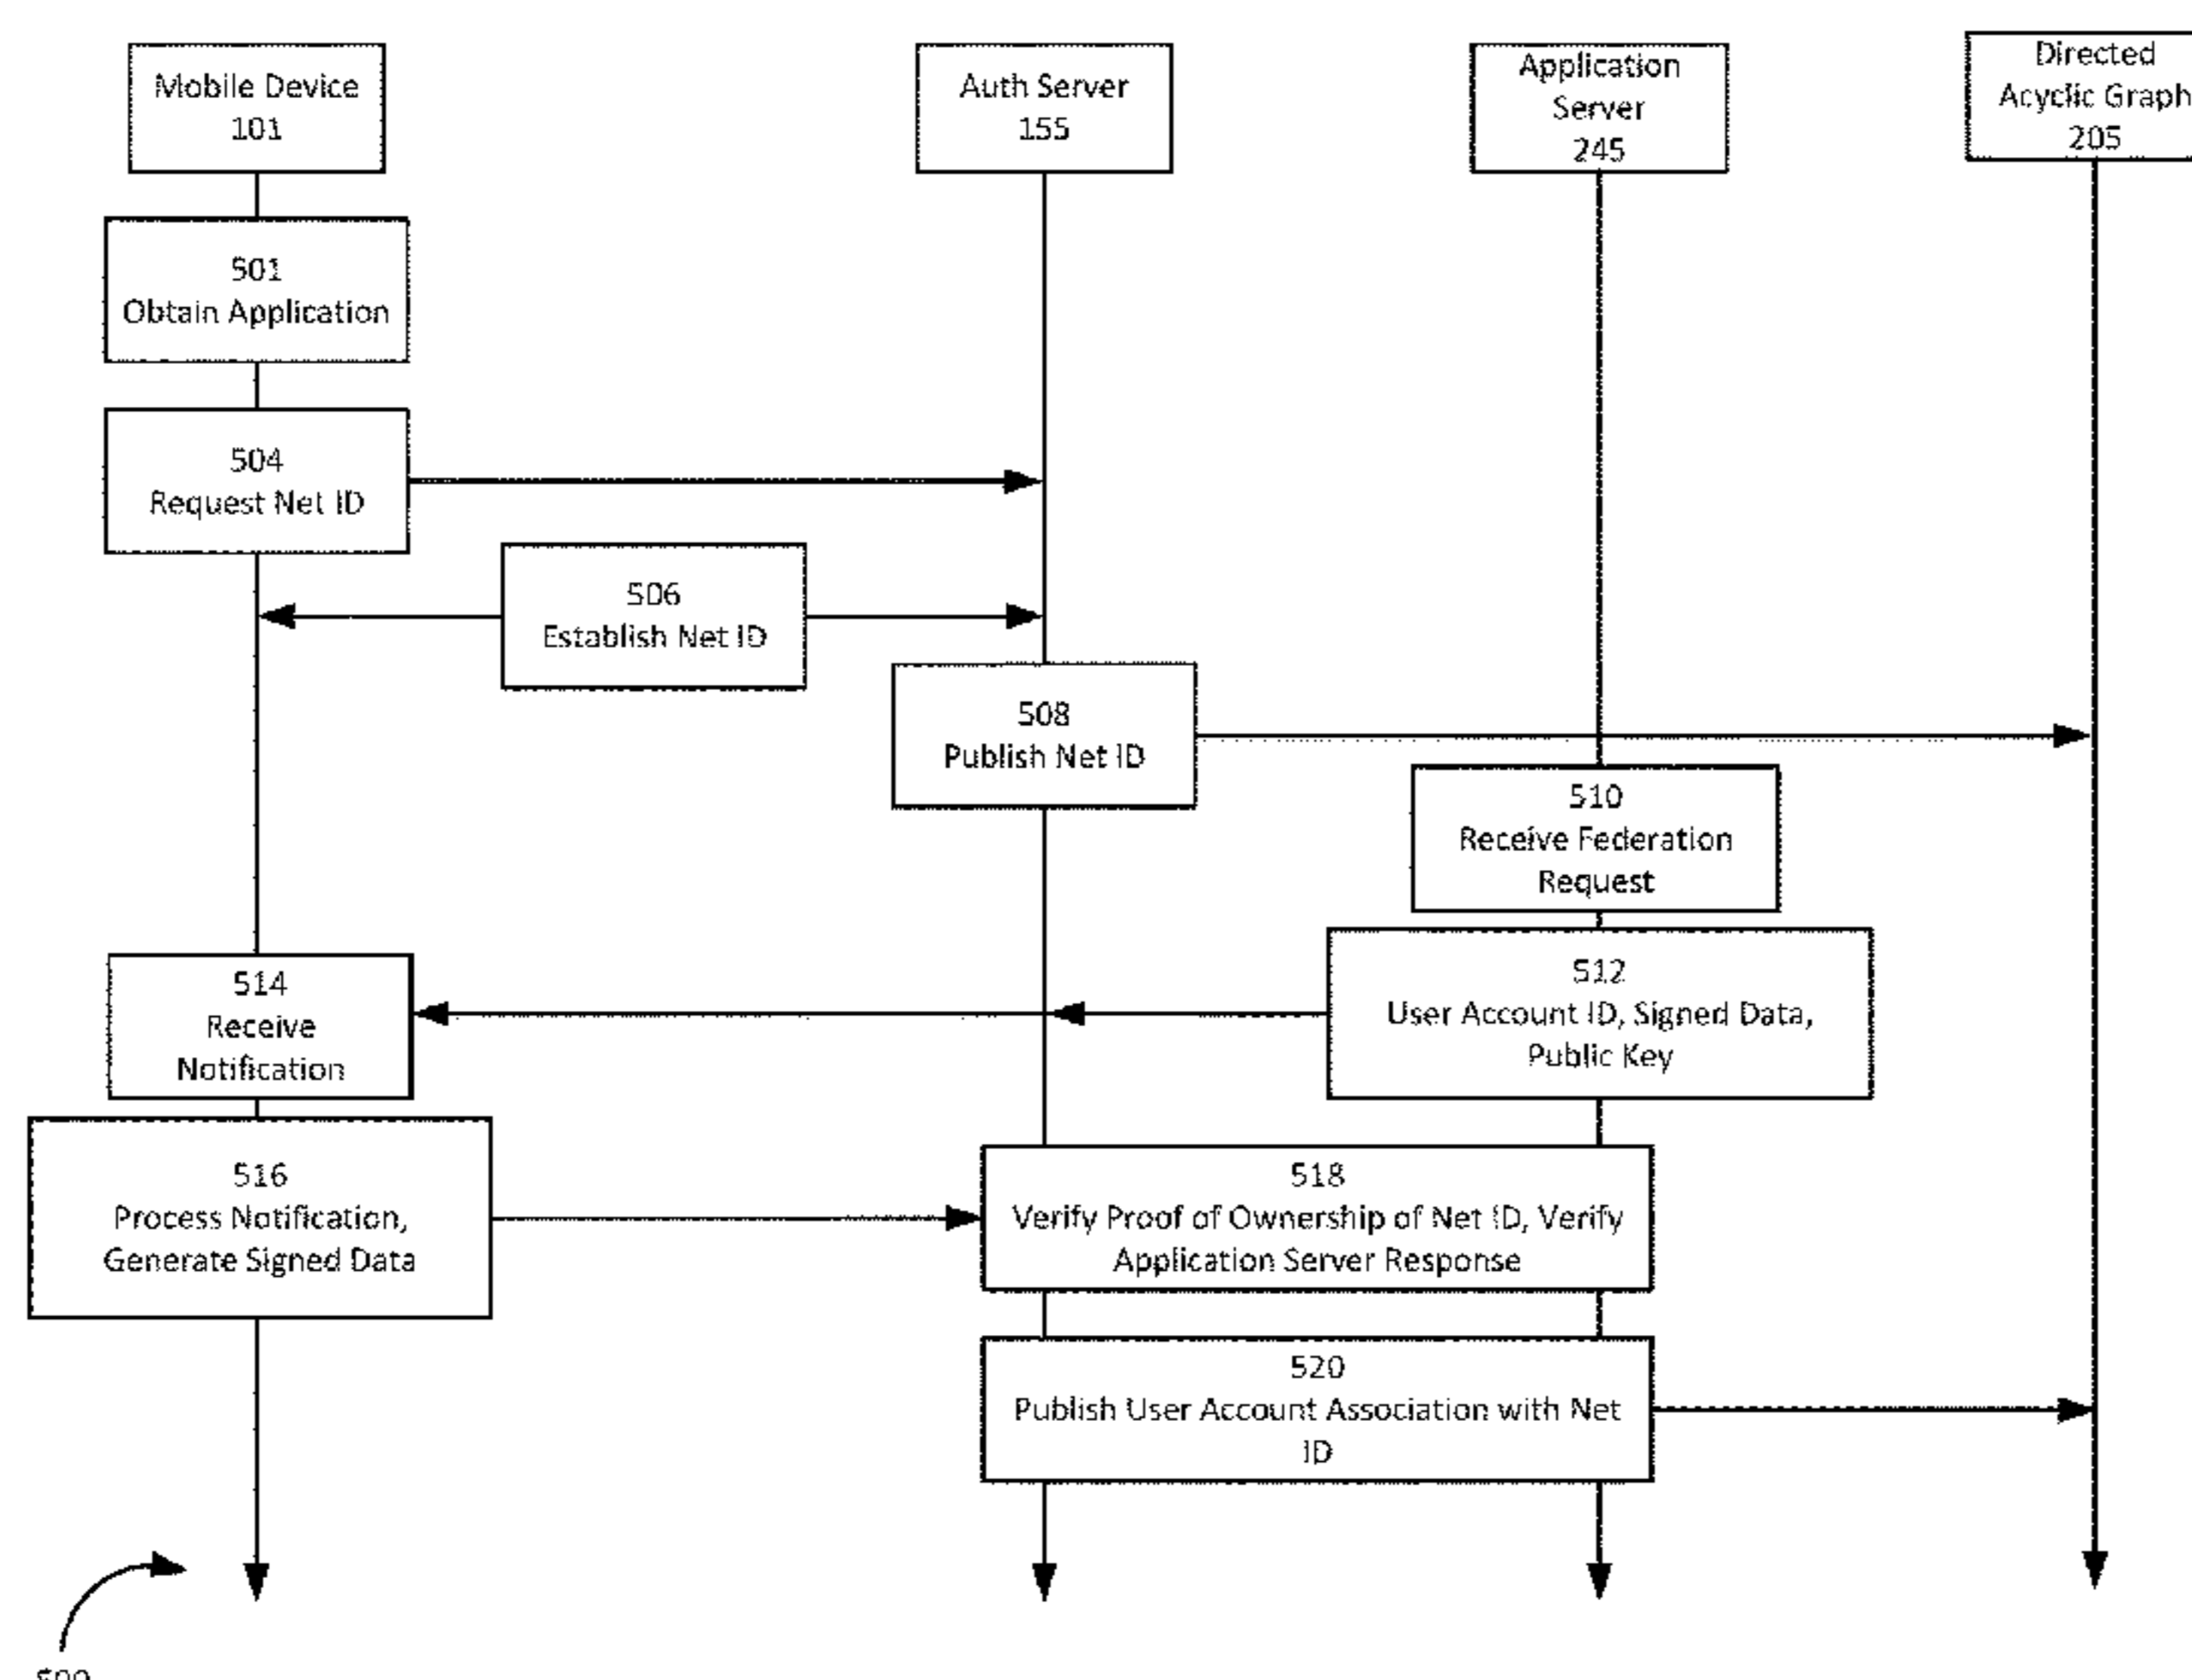 Mobile Device
101
Auth Server
155
Application
Server
245
Directed
Acyclic Graph
205
501
Obtain Application
504
Request Net ID
506
Establish Net ID
508
Publish Net ID
510
Receive Federation
Request
512
User Account ID, Signed Data,
Public Key
514
Receive
Notification
516
Process Notification,
Generate Signed Data
518
Verify Proof of Ownership of Net ID, Verify
Application Server Response
520
Publish User Account Association with Net
ID